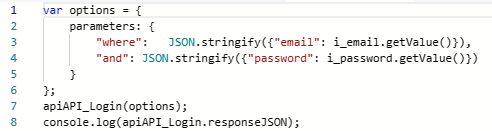 1 var options = {
2 parameters: {
3 "where": JSON.stringify({"email": i_email.getValue()}),
4 "and": JSON.stringify({"password": i_password.getValue()})
5 }
6 };
7 apiAPI_Login(options);
8 console.log(apiAPI_Login.responseJSON);